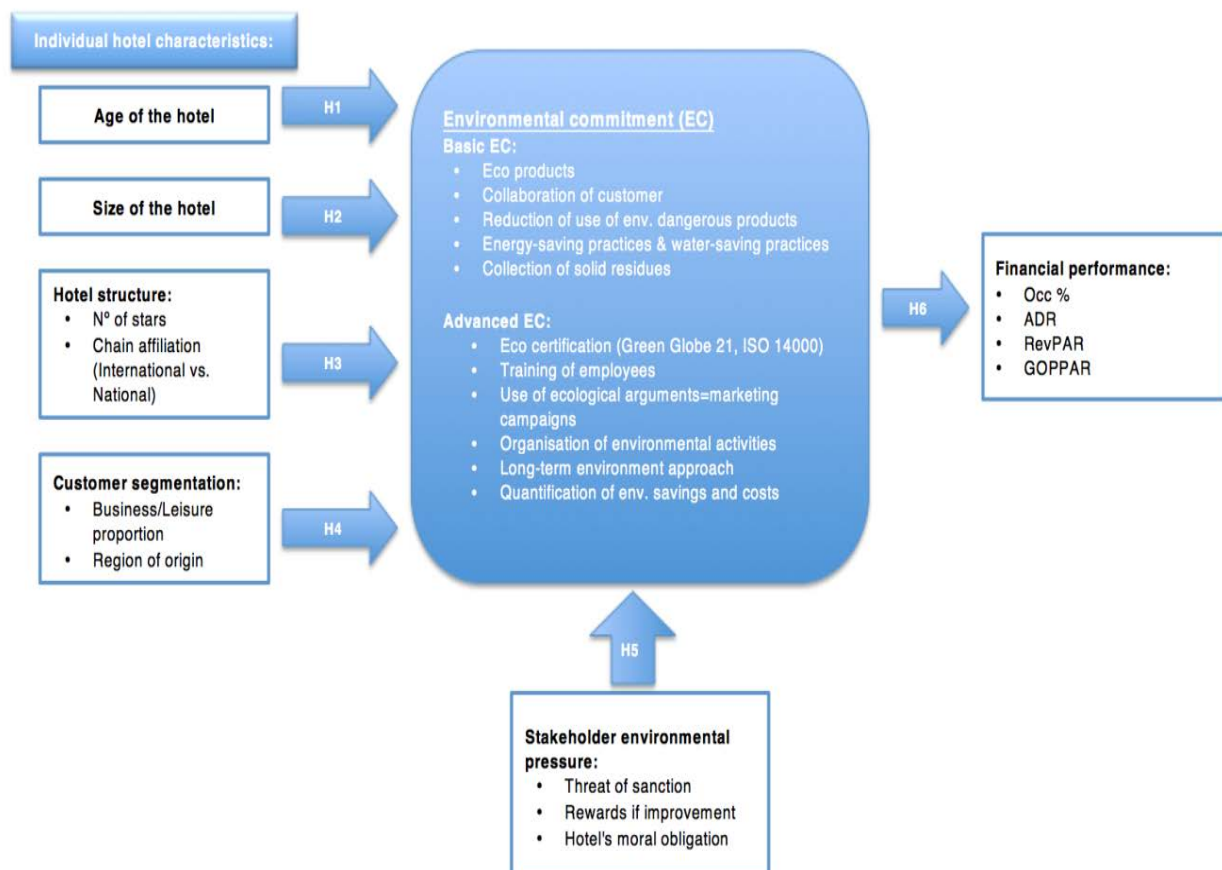 Individual hotel characteristics:
Age of the hotel
H1
Size of the hotel
H2
Hotel structure:
• Nº of stars
• Chain affiliation
(International vs.
National)
H3
Customer segmentation:
• Business/Leisure
proportion
• Region of origin
H4
Environmental commitment (EC)
Basic EC:
• Eco products
• Collaboration of customer
• Reduction of use of env. dangerous products
• Energy-saving practices & water-saving practices
• Collection of solid residues
Advanced EC:
• Eco certification (Green Globe 21, ISO 14000)
• Training of employees
• Use of ecological arguments=marketing
campaigns
• Organisation of environmental activities
• Long-term environment approach
• Quantification of env. savings and costs
H6
Financial performance:
• Occ %
• ADR
• RevPAR
• GOPPAR
H5
Stakeholder environmental
pressure:
• Threat of sanction
• Rewards if improvement
• Hotel's moral obligation